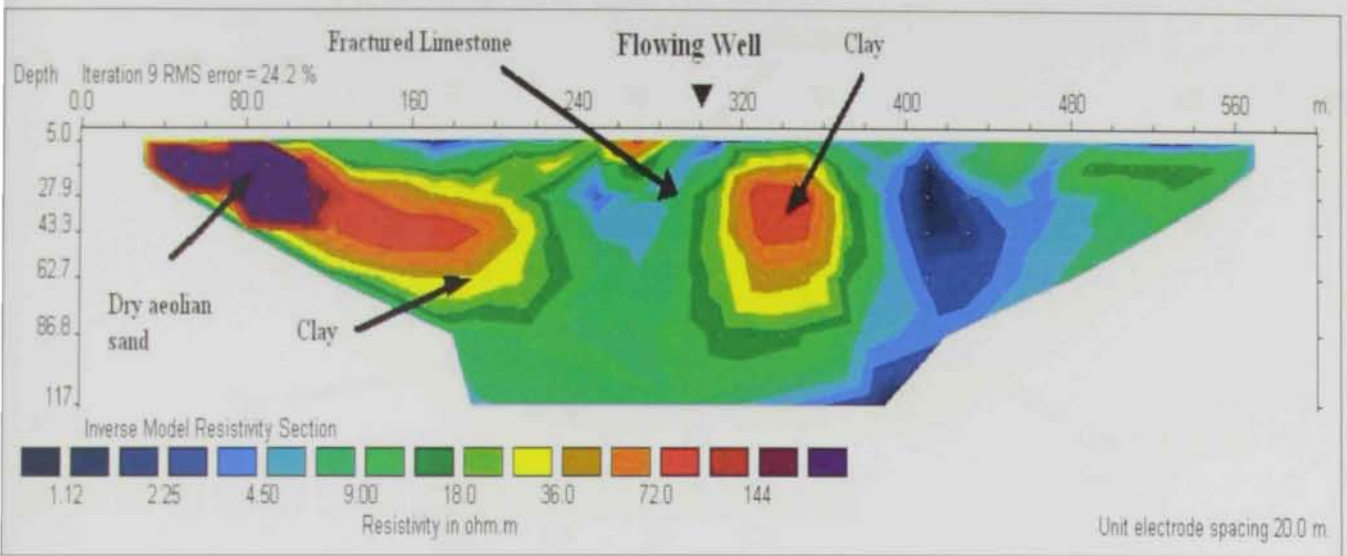 Fractured Limestone
Flowing Well
Clay
Depth Iteration 9 RMS error = 24.2 %
0.0 80.0 160 240 320 400 480 560 m.
5.0
27.9
43.3
62.7
86.8
117.
Dry aeolian
sand
Clay
Inverse Model Resistivity Section
1.12 2.25 4.50 9.00 18.0 36.0 72.0 144
Resistivity in ohm.m
Unit electrode spacing 20.0 m.